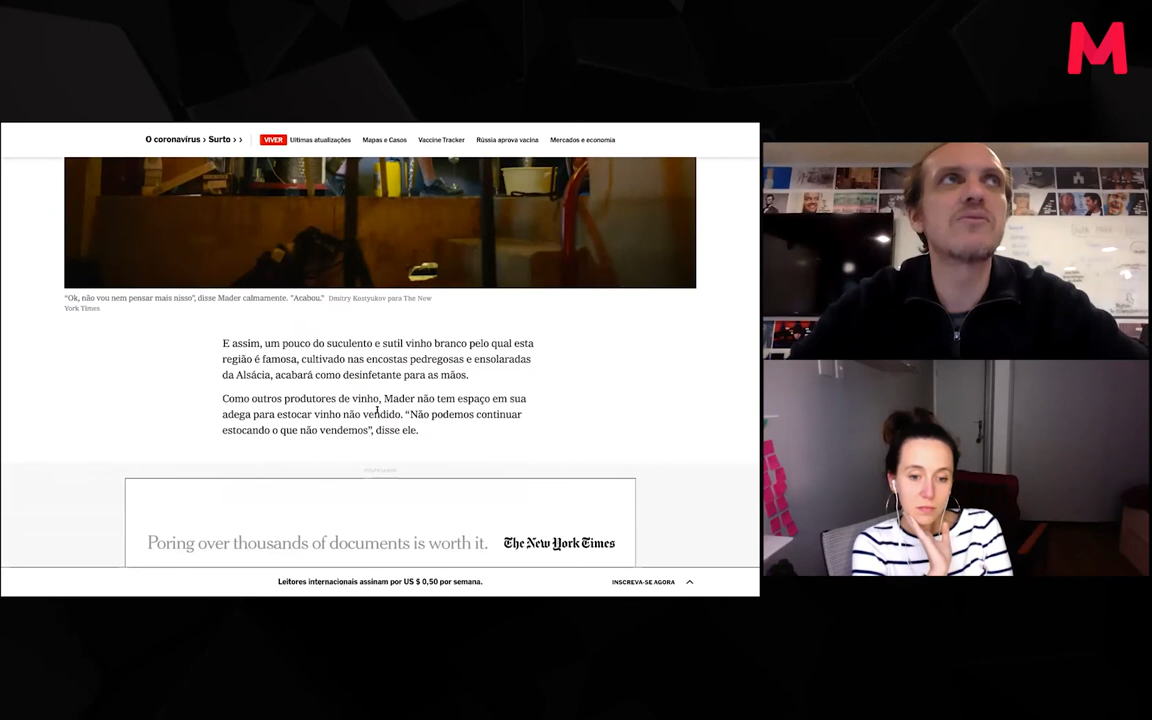 M
O coronavírus › Surto › ›
VIVER Ultimas atualizações Mapas e Casos Vaccine Tracker Rússia aprova vacina Mercados e economia
“Ok, não vou nem pensar mais nisso”, disse Mader calmamente. "Acabou." Dmitry Kostyukov para The New
York Times
E assim, um pouco do suculento e sutil vinho branco pelo qual esta
região é famosa, cultivado nas encostas pedregosas e ensolaradas
da Alsácia, acabará como desinfetante para as mãos.
Como outros produtores de vinho, Mader não tem espaço em sua
adega para estocar vinho não vendido. “Não podemos continuar
estocando o que não vendemos”, disse ele.
Poring over thousands of documents is worth it. The New York Times
Leitores internacionais assinam por US $ 0,50 por semana. INSCREVA-SE AGORA